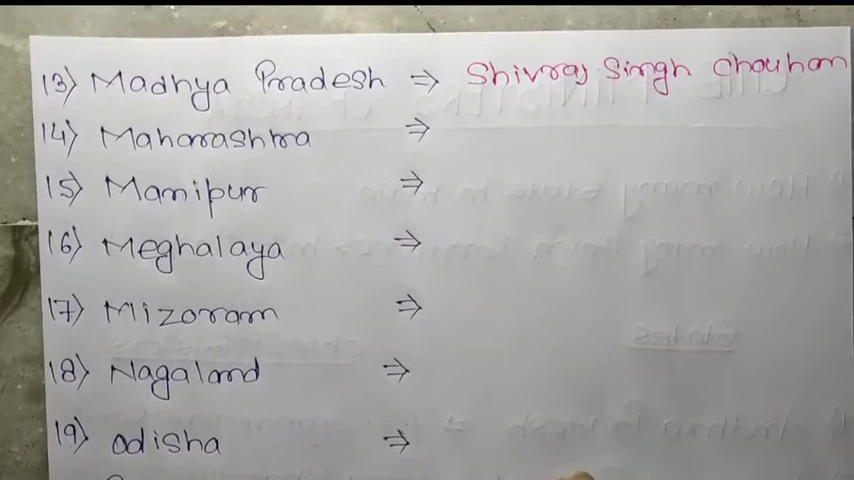 13) Madhya Pradesh ⇒ Shivraj Singh Chouhan
14) Maharashtra ⇒
15) Manipur ⇒
16) Meghalaya ⇒
17) Mizoram ⇒
18) Nagaland ⇒
19) Odisha ⇒